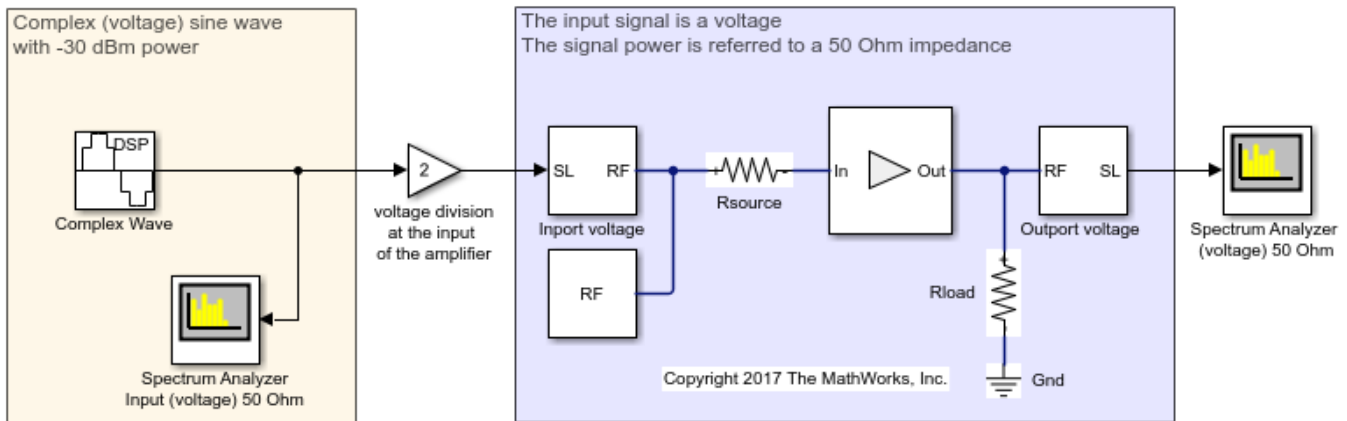 Complex (voltage) sine wave
with -30 dBm power
The input signal is a voltage
The signal power is referred to a 50 Ohm impedance
DSP
Complex Wave
2
voltage division
at the input
of the amplifier
SL RF
Inport voltage
RF
+ -
Rsource
In Out
RF SL
Outport voltage
Spectrum Analyzer
(voltage) 50 Ohm
Rload
+
Gnd
Spectrum Analyzer
Input (voltage) 50 Ohm
Copyright 2017 The MathWorks, Inc.